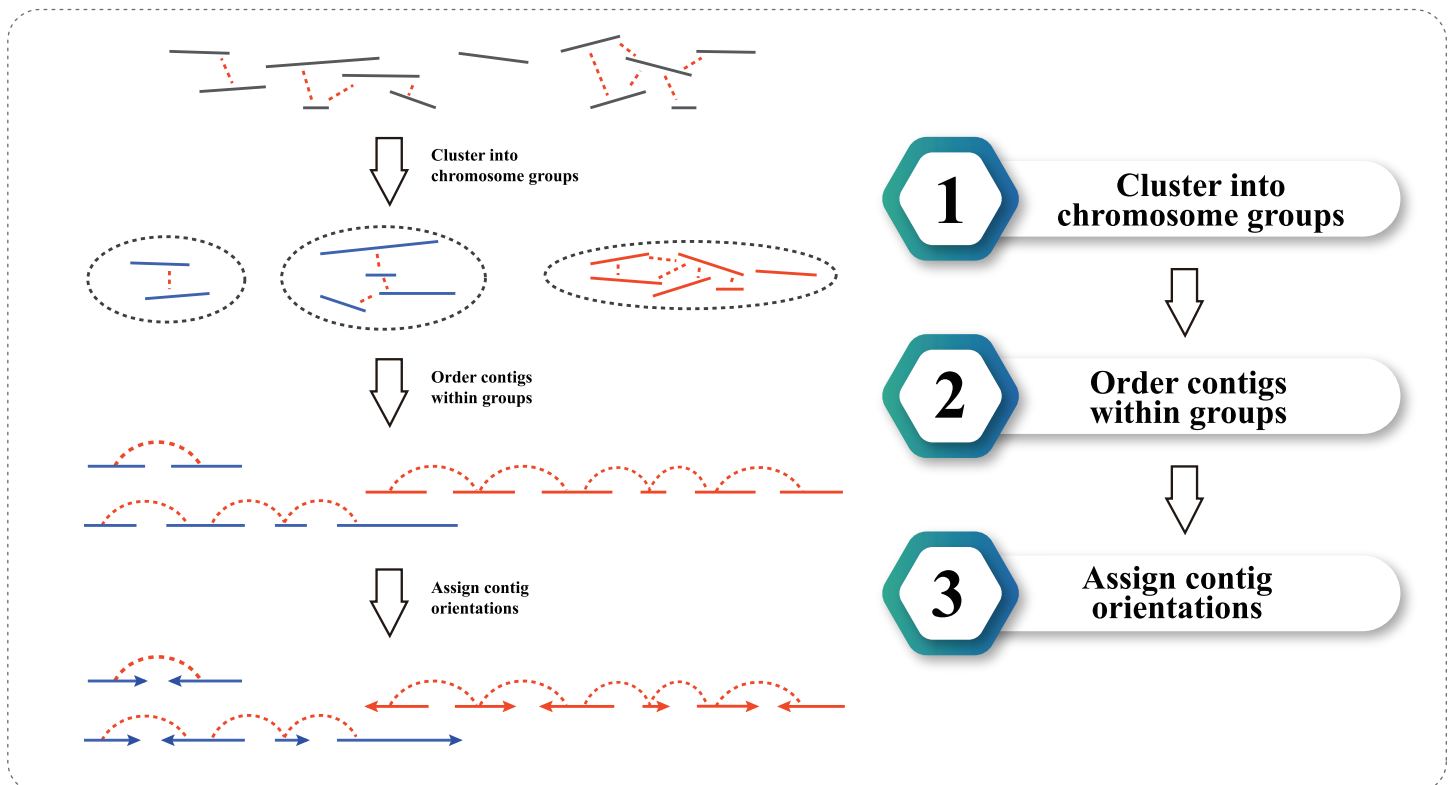 Cluster into
chromosome groups
Order contigs
within groups
Assign contig
orientations
1
Cluster into
chromosome groups
2
Order contigs
within groups
3
Assign contig
orientations